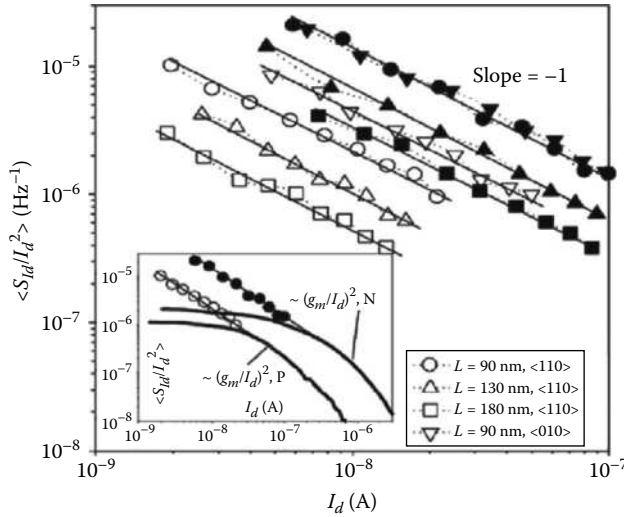 10⁻⁵
10⁻⁶
10⁻⁷
10⁻⁸
<S_Id/I_d²> (Hz⁻¹)
Slope = −1
10⁻⁵
10⁻⁶
10⁻⁷
10⁻⁸
<S_Id/I_d²>
~ (g_m/I_d)², N
~ (g_m/I_d)², P
I_d (A)
10⁻⁹
10⁻⁸
10⁻⁷
10⁻⁶
L = 90 nm, <110>
L = 130 nm, <110>
L = 180 nm, <110>
L = 90 nm, <010>
10⁻⁹
10⁻⁸
10⁻⁷
I_d (A)